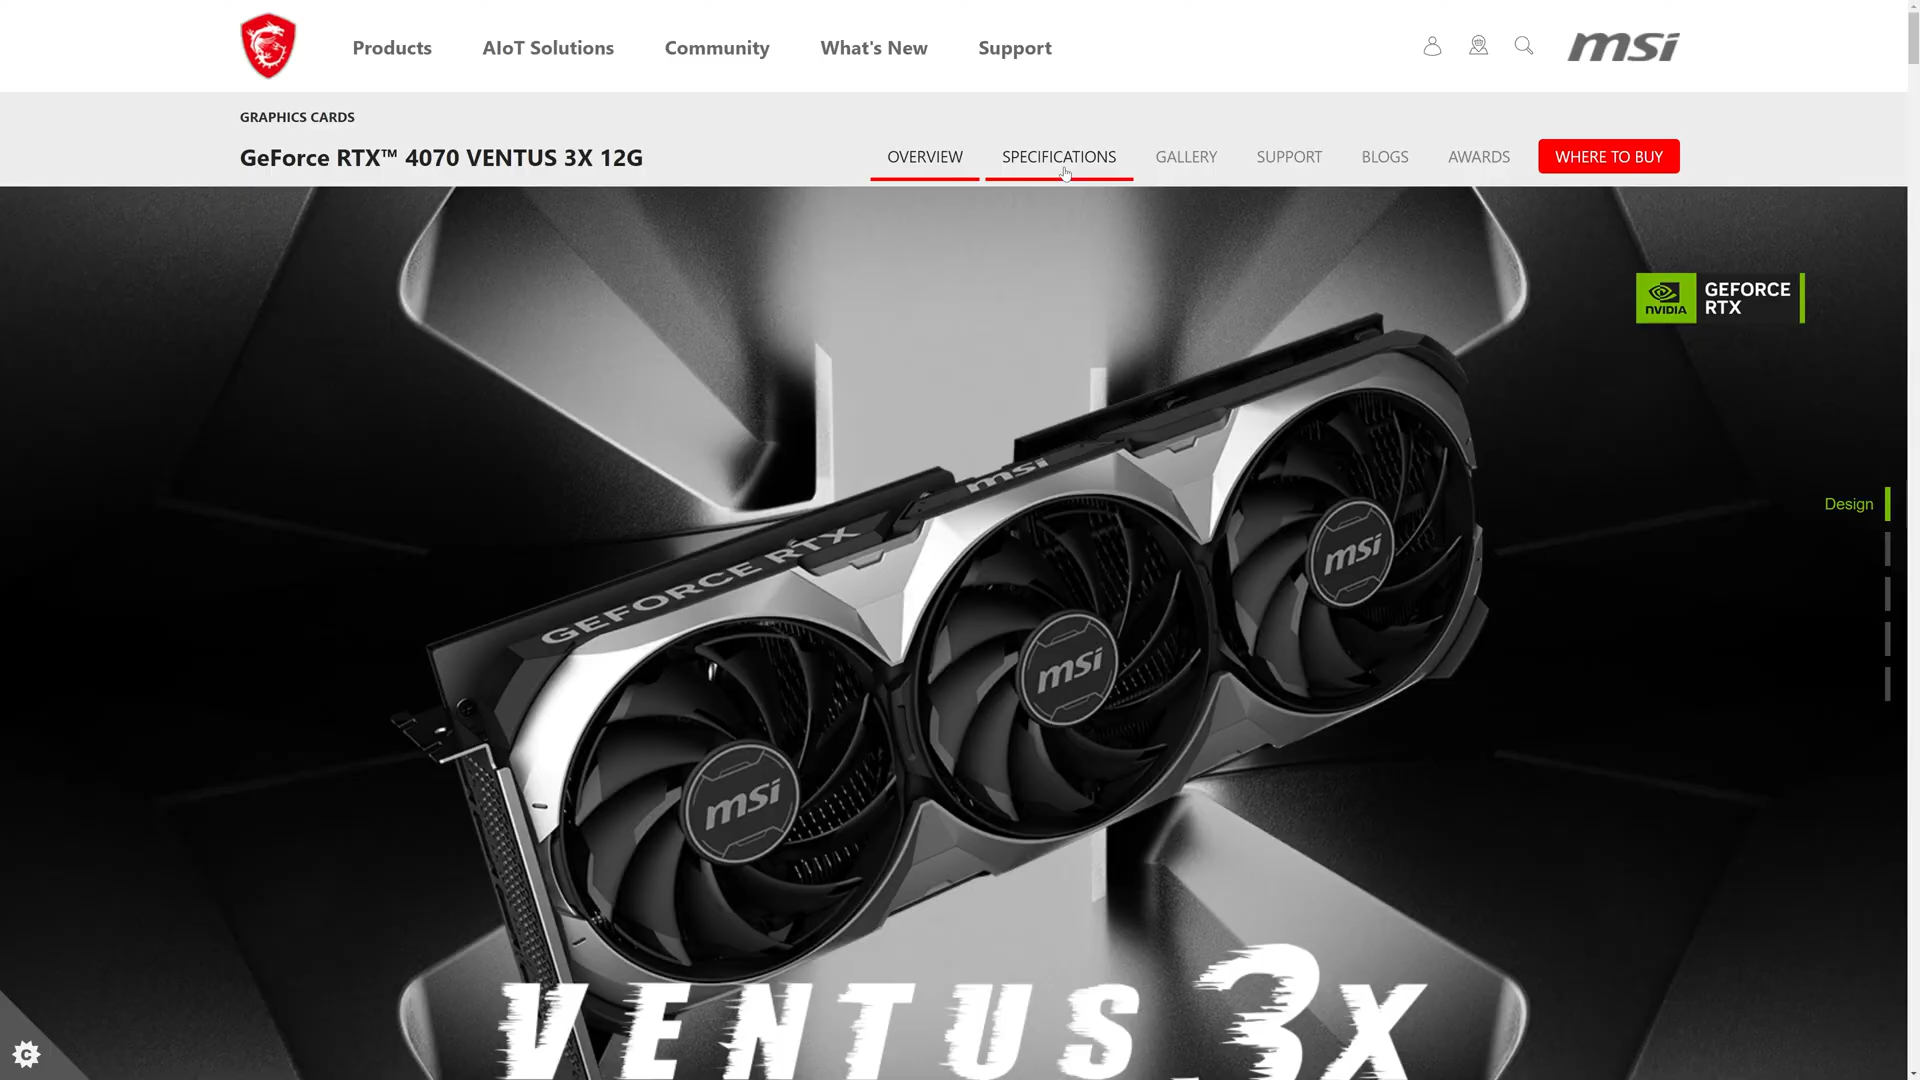 Products AIoT Solutions Community What's New Support
msi
GRAPHICS CARDS
GeForce RTX™ 4070 VENTUS 3X 12G
OVERVIEW SPECIFICATIONS GALLERY SUPPORT BLOGS AWARDS WHERE TO BUY
NVIDIA
GEFORCE
RTX
msi
GEFORCE RTX
Design
msi
msi
msi
VENTUS 3X
C